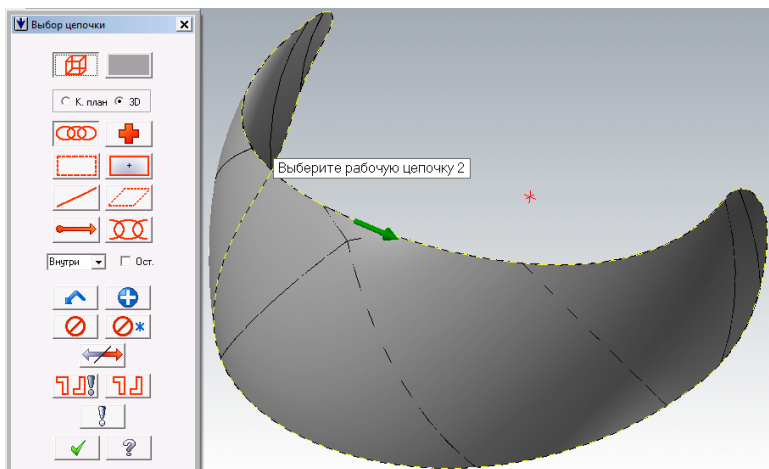 Выбор цепочки
К. план
3D
Выберите рабочую цепочку 2
Внутри
Ост.